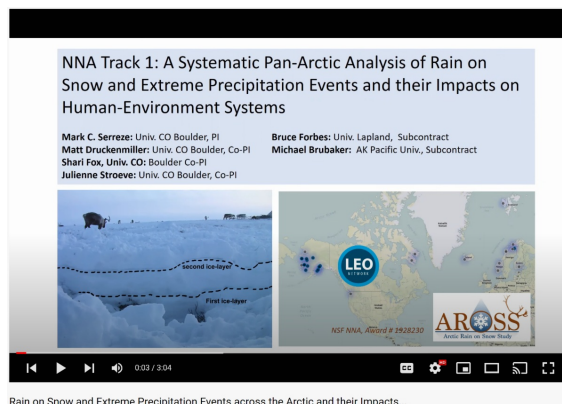 NNA Track 1: A Systematic Pan-Arctic Analysis of Rain on
Snow and Extreme Precipitation Events and their Impacts on
Human-Environment Systems
Mark C. Serreze: Univ. CO Boulder, PI
Matt Druckenmiller: Univ. CO Boulder, Co-PI
Shari Fox, Univ. CO: Boulder Co-PI
Julienne Stroeve: Univ. CO Boulder, Co-PI
Bruce Forbes: Univ. Lapland, Subcontract
Michael Brubaker: AK Pacific Univ., Subcontract
second ice-layer
First ice-layer
LEO
NETWORK
NSF NNA, Award # 1928230
AROSS
Arctic Rain on Snow Study
0:03 / 3:04
CC
HD
Rain on Snow and Extreme Precipitation Events across the Arctic and their Impacts